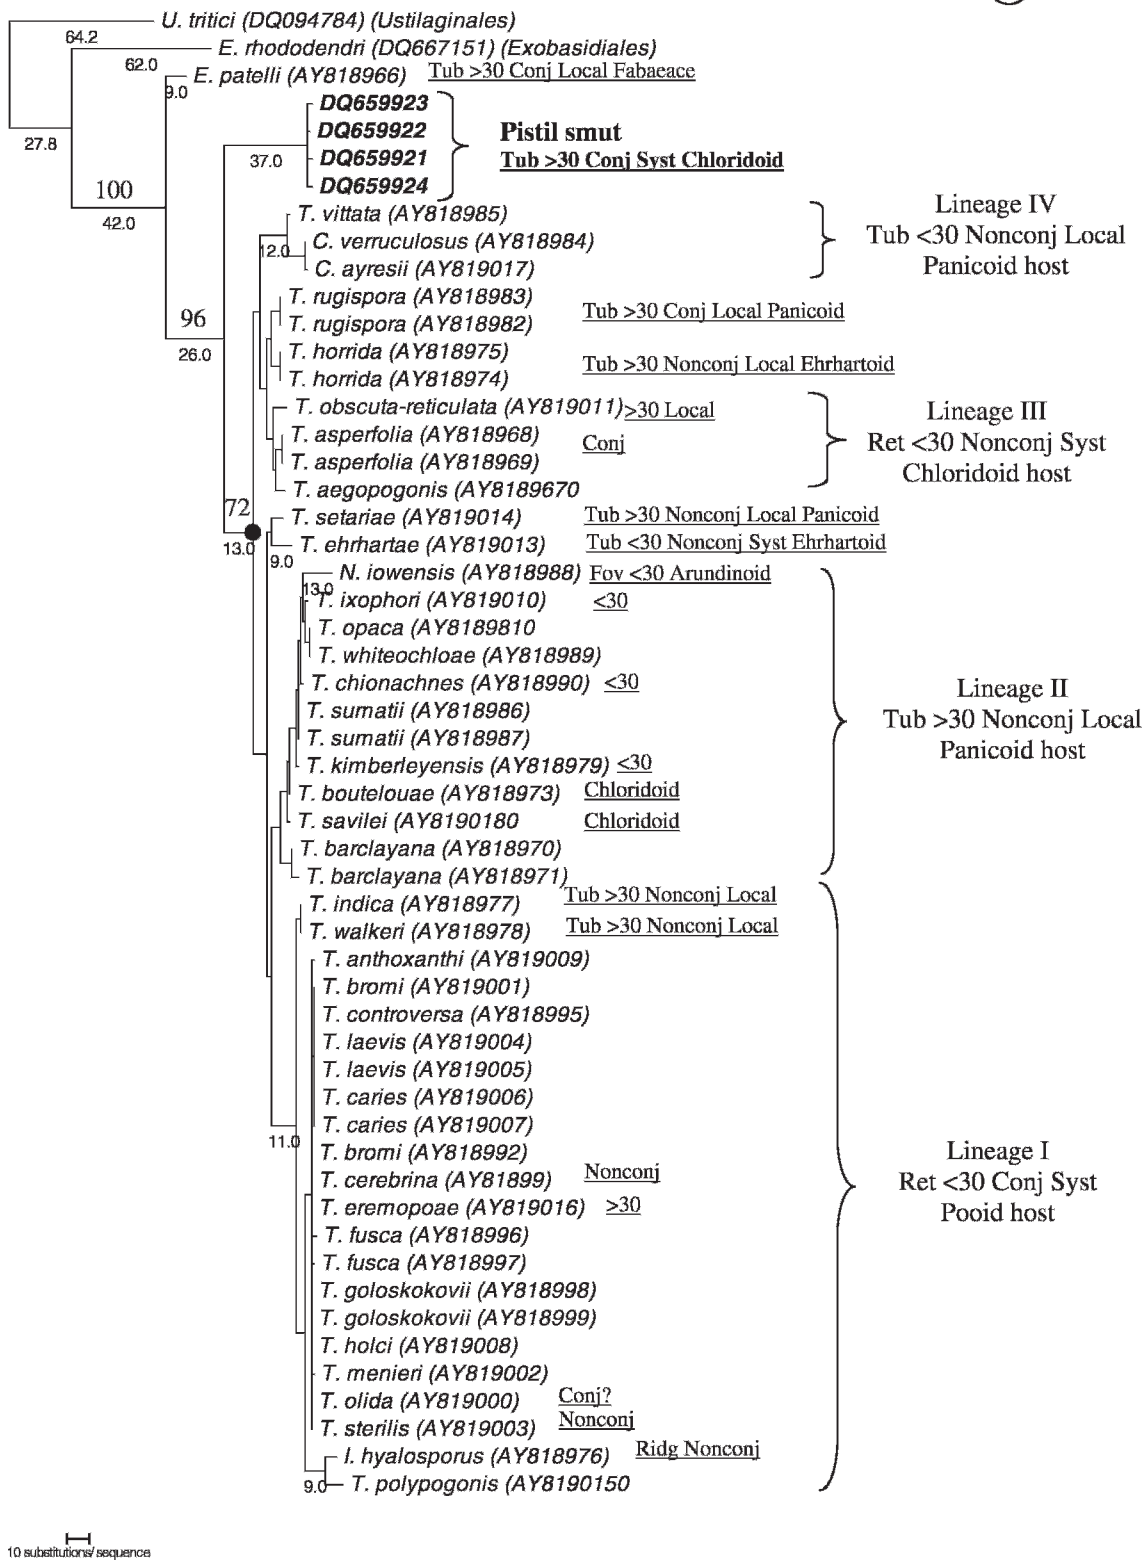 U. tritici (DQ094784) (Ustilaginales)
64.2
E. rhododendri (DQ667151) (Exobasidiales)
62.0
E. patelli (AY818966) Tub >30 Conj Local Fabaeace
9.0
DQ659923
DQ659922 Pistil smut
27.8
37.0
DQ659921 Tub >30 Conj Syst Chloridoid
DQ659924
100
42.0
T. vittata (AY818985) Lineage IV
12.0
C. verruculosus (AY818984) Tub <30 Nonconj Local
C. ayresii (AY819017) Panicoid host
T. rugispora (AY818983)
Tub >30 Conj Local Panicoid
96
T. rugispora (AY818982)
26.0
T. horrida (AY818975)
Tub >30 Nonconj Local Ehrhartoid
T. horrida (AY818974)
T. obscuta-reticulata (AY819011) >30 Local Lineage III
T. asperfolia (AY818968) Conj Ret <30 Nonconj Syst
T. asperfolia (AY818969) Chloridoid host
T. aegopogonis (AY8189670
72
T. setariae (AY819014) Tub >30 Nonconj Local Panicoid
13.0
T. ehrhartae (AY819013) Tub <30 Nonconj Syst Ehrhartoid
9.0
N. iowensis (AY818988) Fov <30 Arundinoid
13.0
T. ixophori (AY819010) <30
T. opaca (AY8189810
T. whiteochloae (AY818989)
T. chionachnes (AY818990) <30 Lineage II
T. sumatii (AY818986) Tub >30 Nonconj Local
T. sumatii (AY818987) Panicoid host
T. kimberleyensis (AY818979) <30
T. boutelouae (AY818973) Chloridoid
T. savilei (AY8190180 Chloridoid
T. barclayana (AY818970)
T. barclayana (AY818971)
T. indica (AY818977) Tub >30 Nonconj Local
T. walkeri (AY818978) Tub >30 Nonconj Local
T. anthoxanthi (AY819009)
T. bromi (AY819001)
T. controversa (AY818995)
T. laevis (AY819004)
T. laevis (AY819005)
T. caries (AY819006)
T. caries (AY819007)
11.0
T. bromi (AY818992) Lineage I
T. cerebrina (AY81899) Nonconj Ret <30 Conj Syst
T. eremopoae (AY819016) >30 Pooid host
T. fusca (AY818996)
T. fusca (AY818997)
T. goloskokovii (AY818998)
T. goloskokovii (AY818999)
T. holci (AY819008)
T. menieri (AY819002)
T. olida (AY819000) Conj?
T. sterilis (AY819003) Nonconj
I. hyalosporus (AY818976) Ridg Nonconj
9.0
T. polypogonis (AY8190150
10 substitutions/sequence